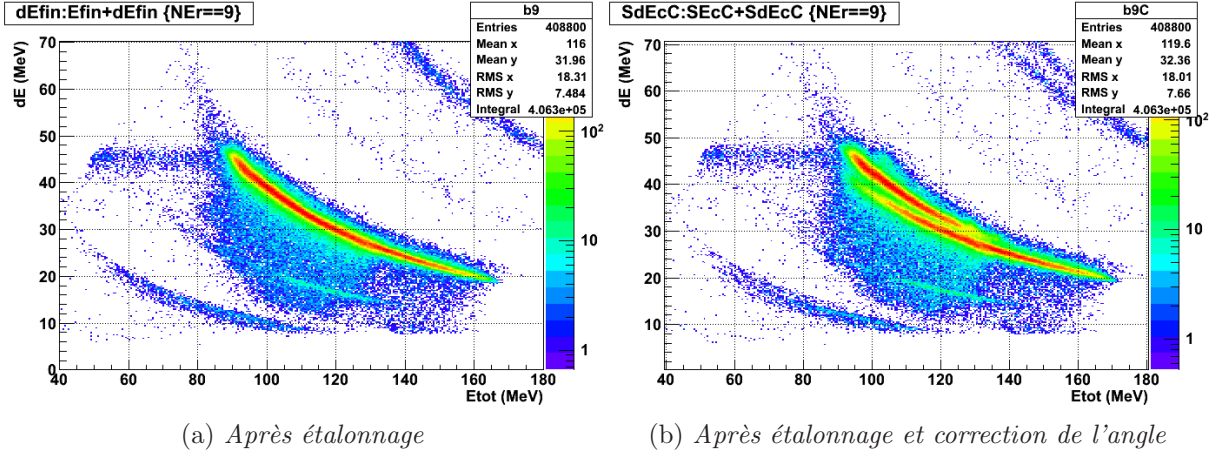 dEfin:Efin+dEfin {NEr==9}
b9
Entries 408800
Mean x 116
Mean y 31.96
RMS x 18.31
RMS y 7.484
Integral 4.063e+05
dE (MeV)
70
60
50
40
30
20
10
0
40 60 80 100 120 140 160 180
Etot (MeV)
10²
10
1
(a) Après étalonnage
SdEcC:SEcC+SdEcC {NEr==9}
b9C
Entries 408800
Mean x 119.6
Mean y 32.36
RMS x 18.01
RMS y 7.66
Integral 4.063e+05
dE (MeV)
70
60
50
40
30
20
10
0
40 60 80 100 120 140 160 180
Etot (MeV)
10²
10
1
(b) Après étalonnage et correction de l'angle